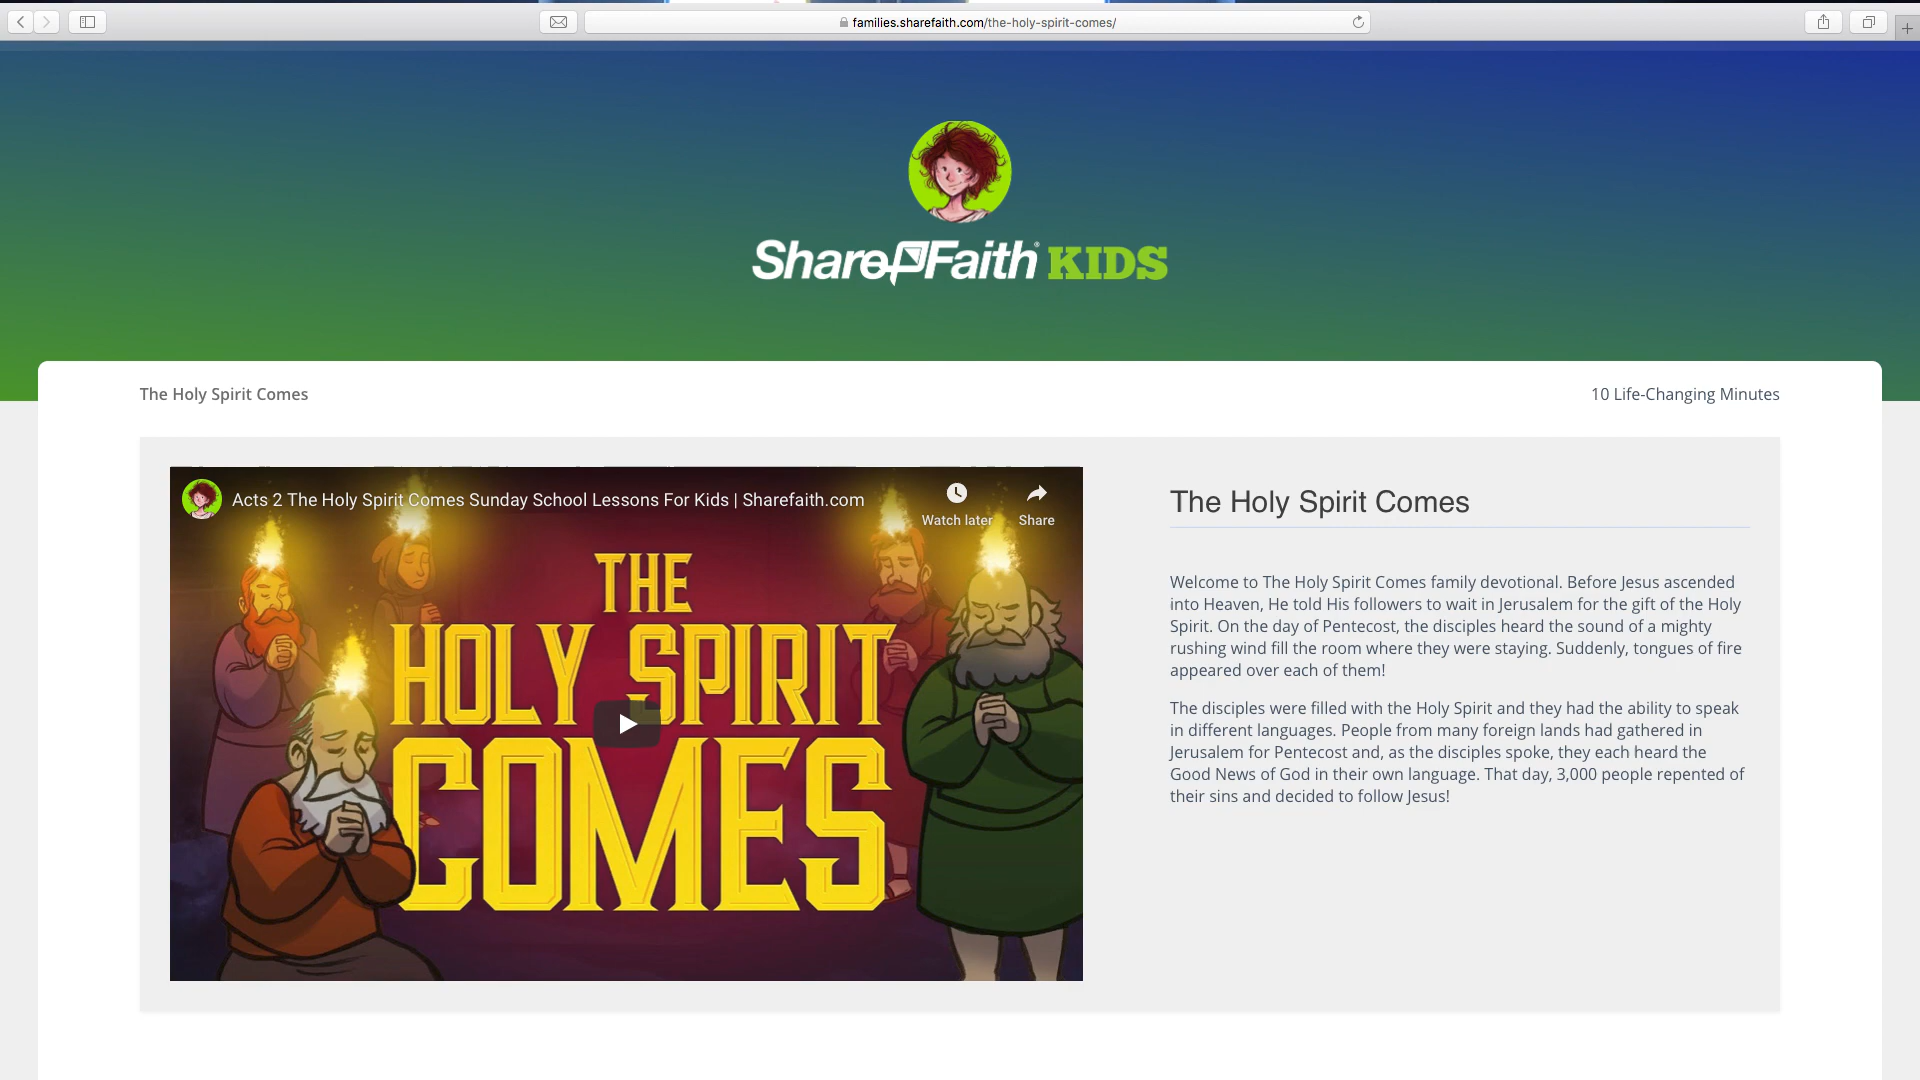 families.sharefaith.com/the-holy-spirit-comes/
ShareFaith® KIDS
The Holy Spirit Comes
10 Life-Changing Minutes
Acts 2 The Holy Spirit Comes Sunday School Lessons For Kids | Sharefaith.com
Watch later
Share
THE
HOLY SPIRIT
COMES
The Holy Spirit Comes
Welcome to The Holy Spirit Comes family devotional. Before Jesus ascended
into Heaven, He told His followers to wait in Jerusalem for the gift of the Holy
Spirit. On the day of Pentecost, the disciples heard the sound of a mighty
rushing wind fill the room where they were staying. Suddenly, tongues of fire
appeared over each of them!
The disciples were filled with the Holy Spirit and they had the ability to speak
in different languages. People from many foreign lands had gathered in
Jerusalem for Pentecost and, as the disciples spoke, they each heard the
Good News of God in their own language. That day, 3,000 people repented of
their sins and decided to follow Jesus!